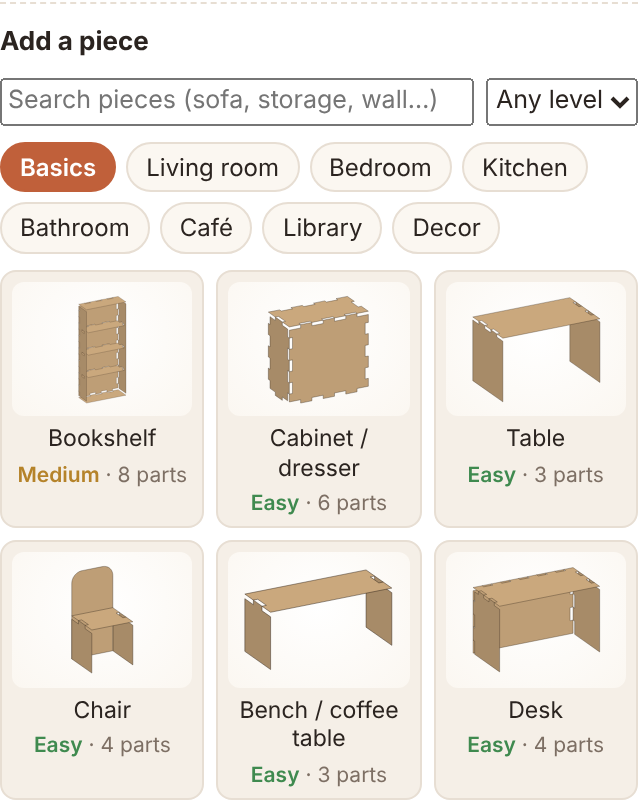 Add a piece
Search pieces (sofa, storage, wall...)
Any level
Basics
Living room
Bedroom
Kitchen
Bathroom
Café
Library
Decor
Bookshelf
Medium · 8 parts
Cabinet /
dresser
Easy · 6 parts
Table
Easy · 3 parts
Chair
Easy · 4 parts
Bench / coffee
table
Easy · 3 parts
Desk
Easy · 4 parts